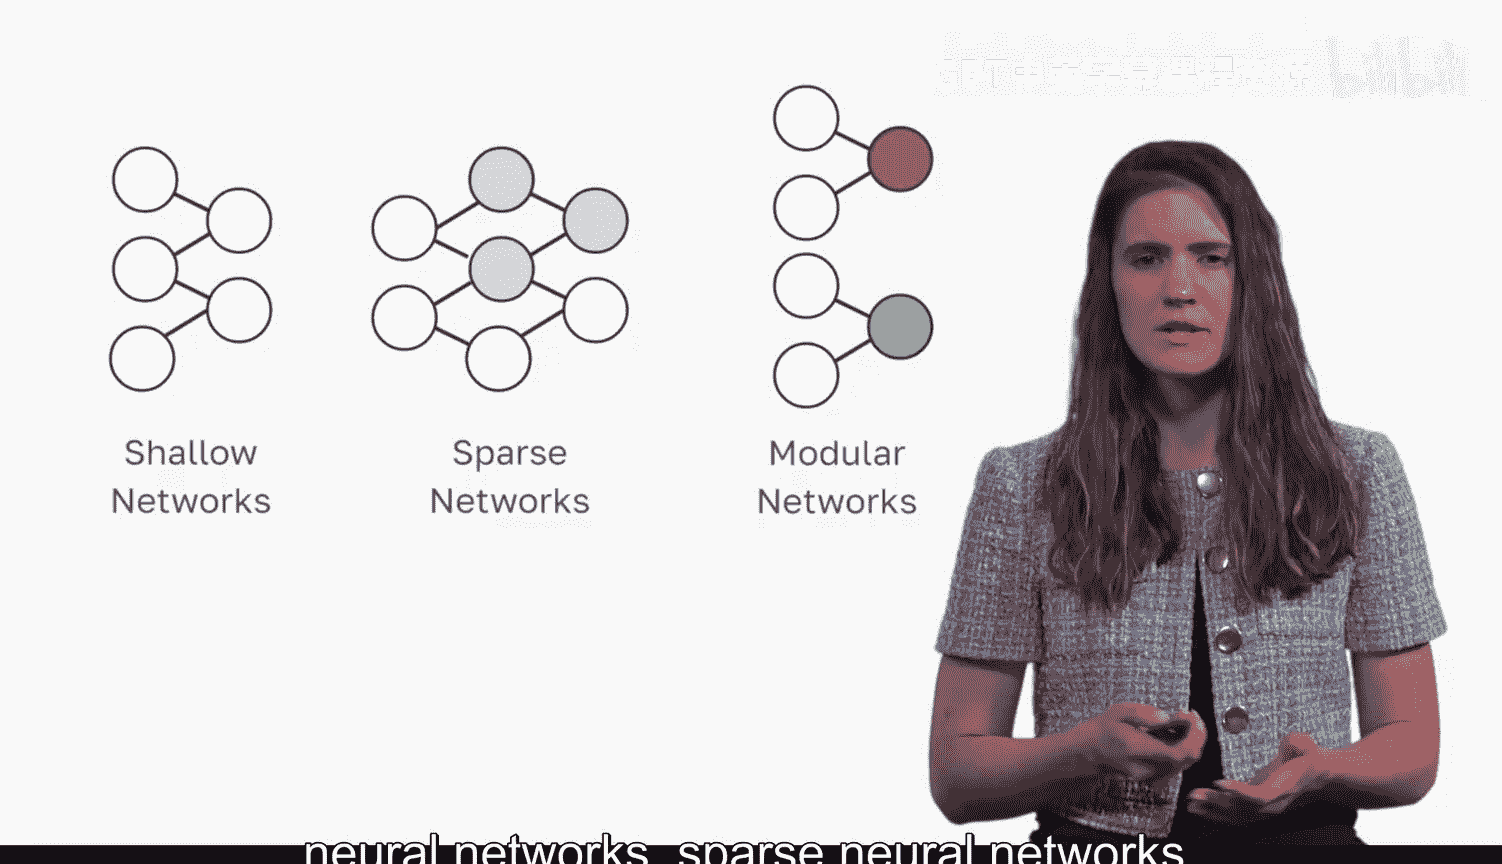 Shallow
Networks
Sparse
Networks
Modular
Networks
neural networks, sparse neural networks